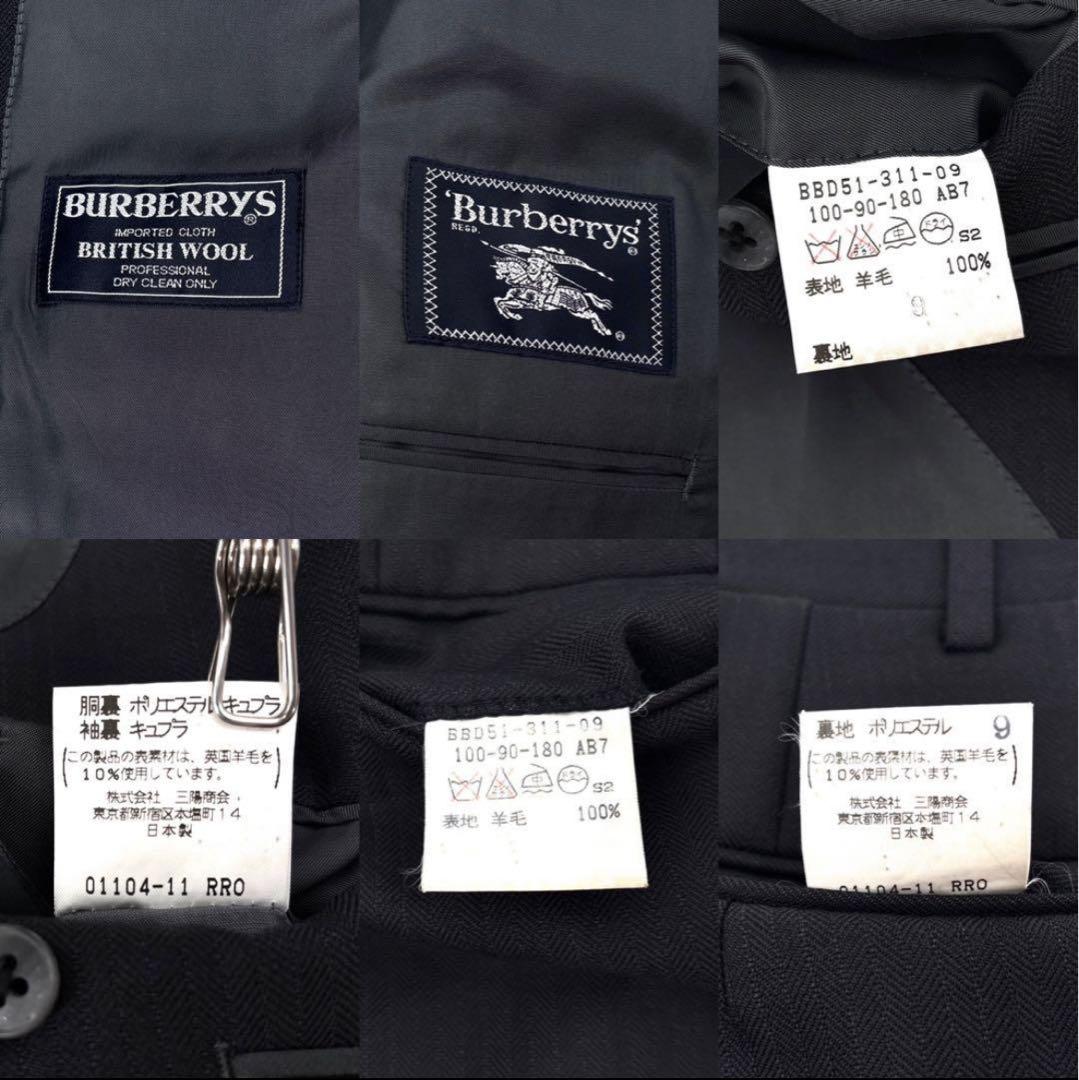 BURBERRYS®
IMPORTED CLOTH
BRITISH WOOL
PROFESSIONAL
DRY CLEAN ONLY
'Burberrys'®
REGD.
®
BBD51-311-09
100-90-180 AB7
ドライ
S2
表地 羊毛 100%
9
裏地
胴裏 ポリエステル キュプラ
袖裏 キュプラ
(この製品の表素材は、英国羊毛を
10%使用しています。)
株式会社 三陽商会
東京都新宿区本塩町14
日本製
01104-11 RRO
BBD51-311-09
100-90-180 AB7
ドライ
S2
表地 羊毛 100%
裏地 ポリエステル 9
(この製品の表素材は、英国羊毛を
10%使用しています。)
株式会社 三陽商会
東京都新宿区本塩町14
日本製
01104-11 RRO